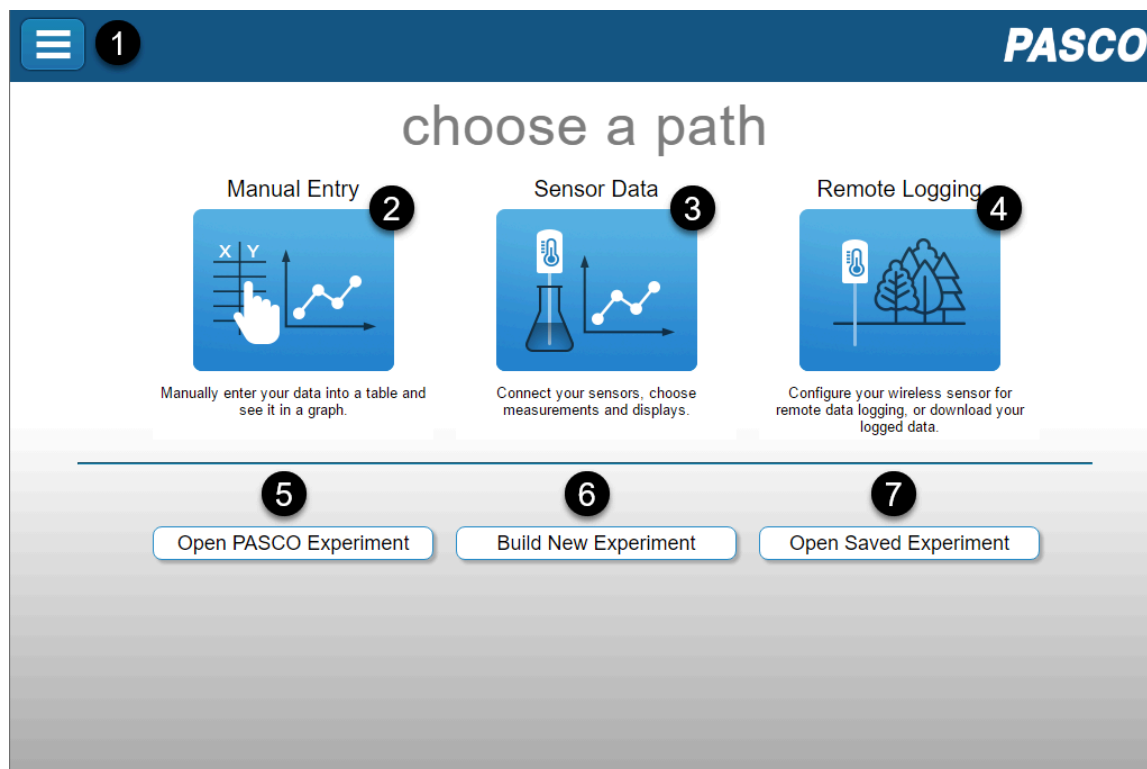 1
PASCO
choose a path
Manual Entry
2
Sensor Data
3
Remote Logging
4
X Y
Manually enter your data into a table and
see it in a graph.
Connect your sensors, choose
measurements and displays.
Configure your wireless sensor for
remote data logging, or download your
logged data.
5
6
7
Open PASCO Experiment
Build New Experiment
Open Saved Experiment